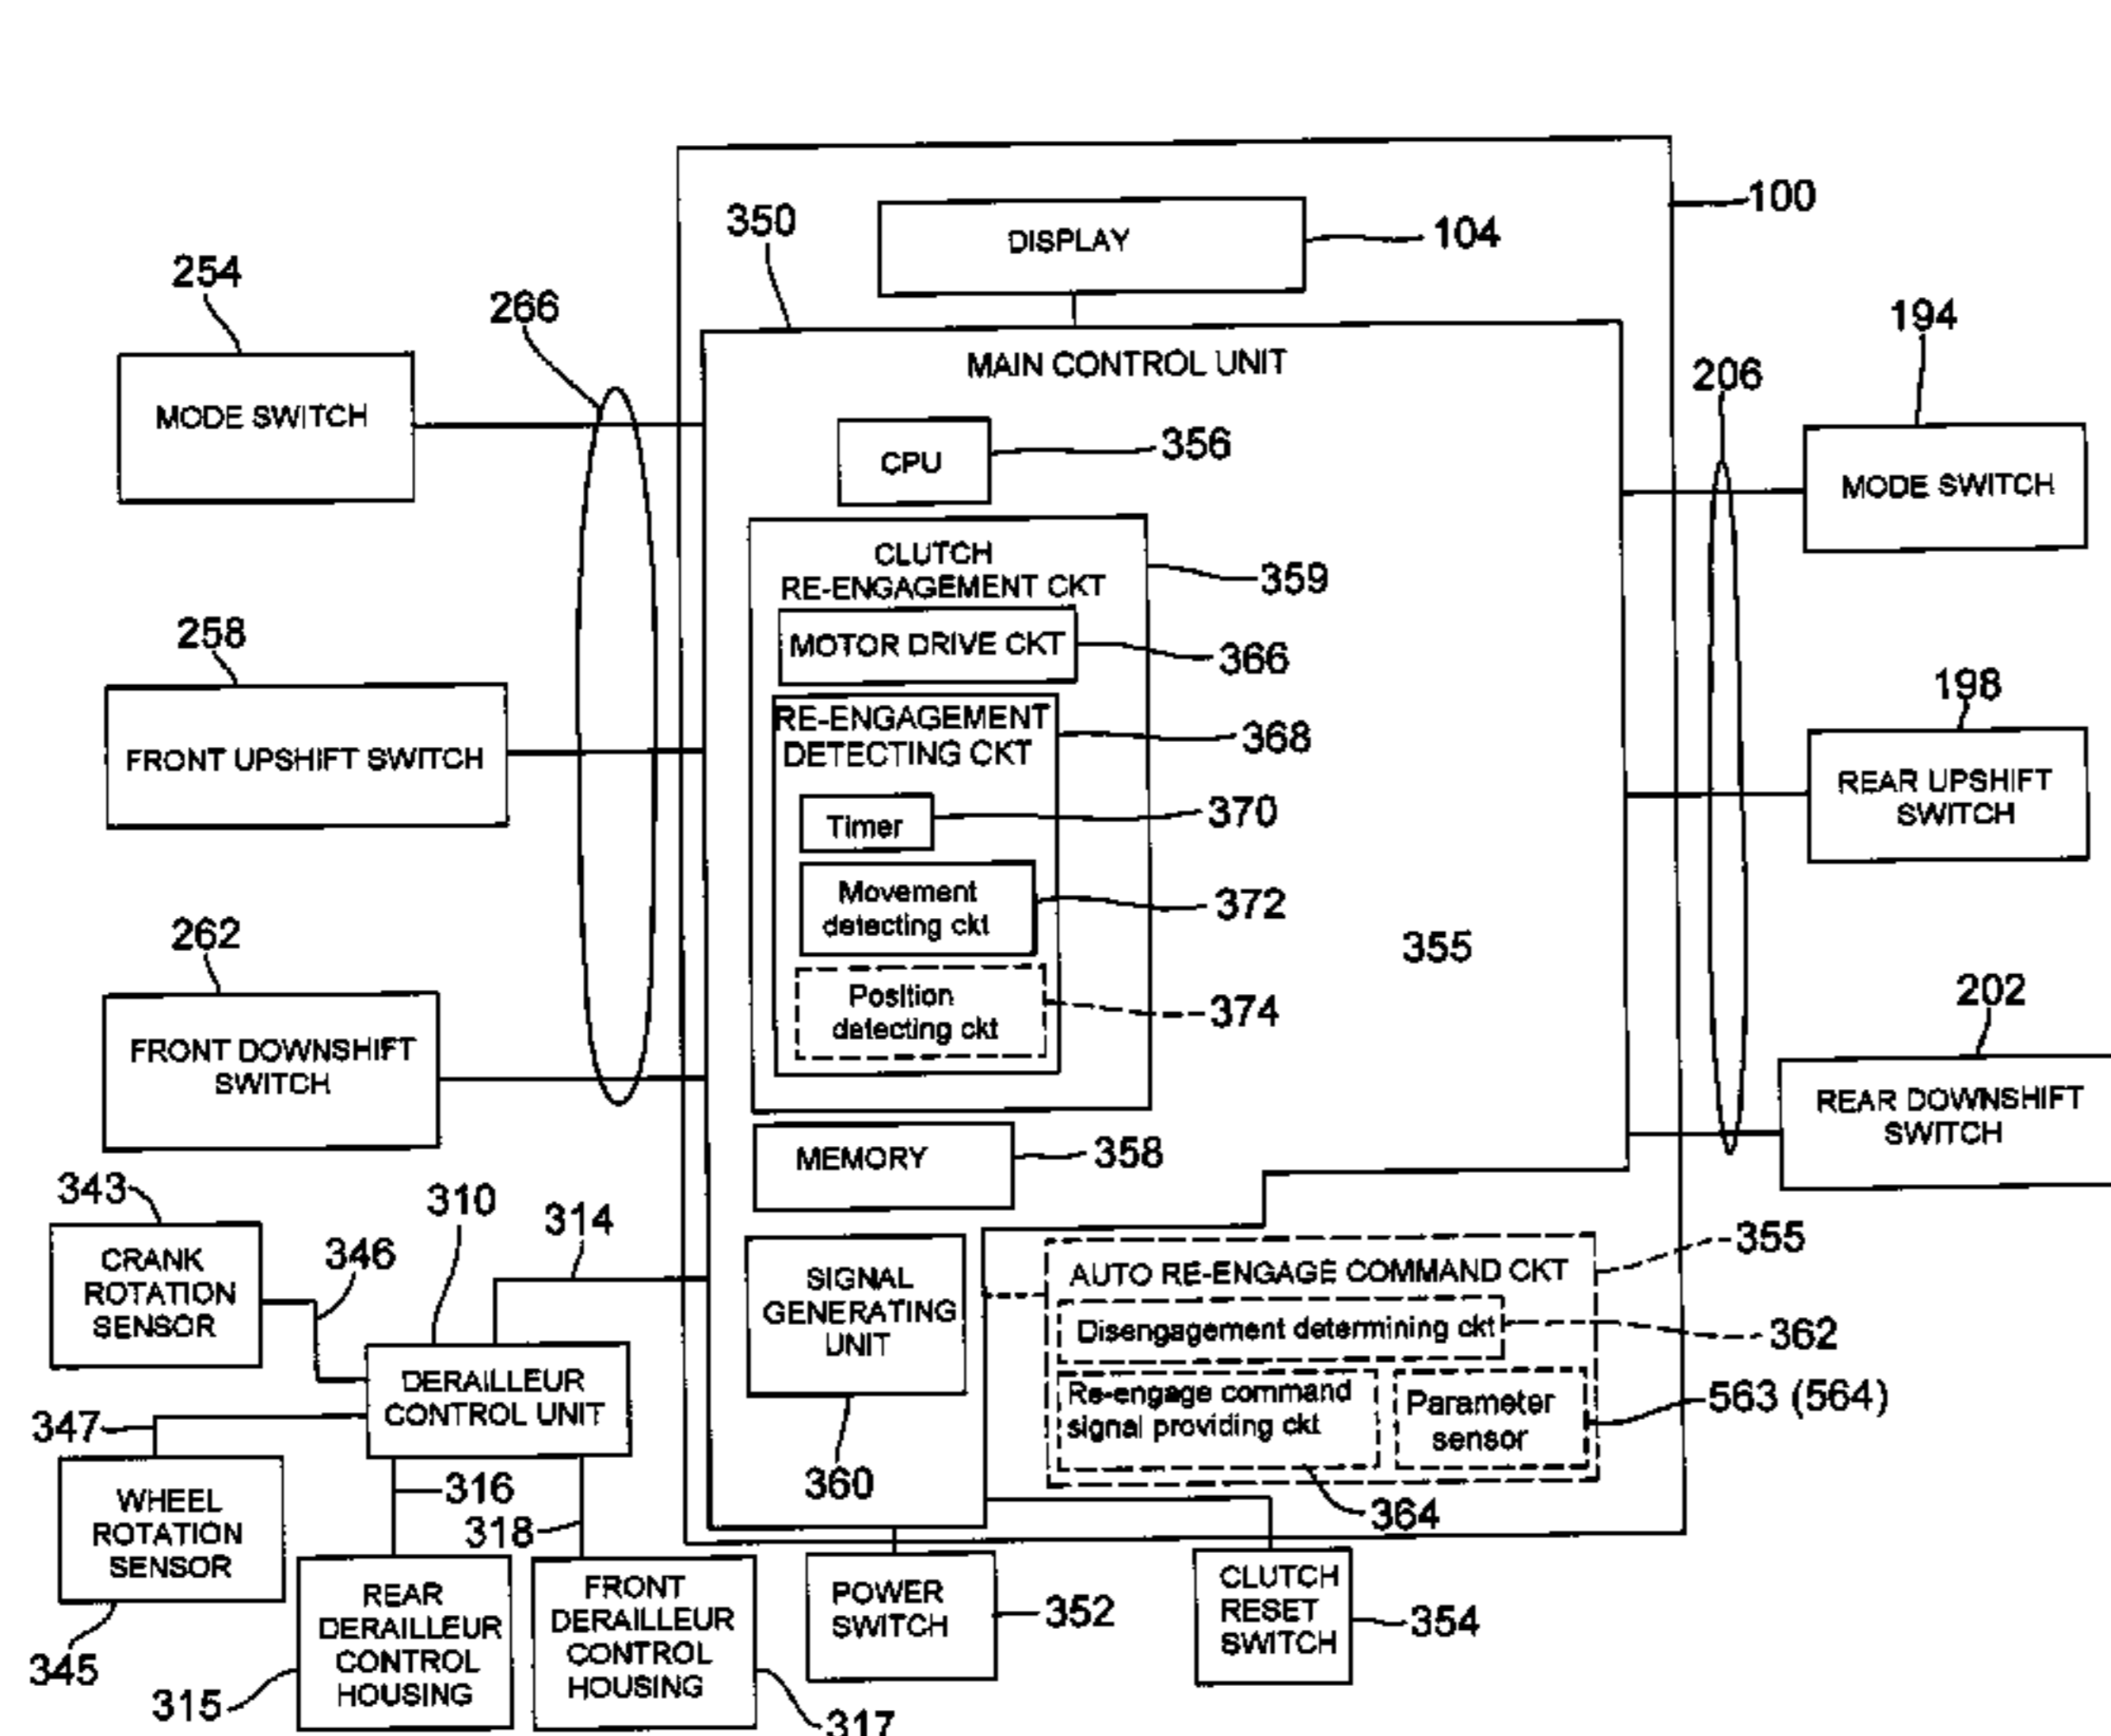 100
DISPLAY
104
350
254
266
MODE SWITCH
MAIN CONTROL UNIT
194
206
MODE SWITCH
CPU
356
CLUTCH
RE-ENGAGEMENT CKT
359
MOTOR DRIVE CKT
366
258
FRONT UPSHIFT SWITCH
RE-ENGAGEMENT
DETECTING CKT
368
198
REAR UPSHIFT
SWITCH
Timer
370
Movement
detecting ckt
372
355
262
FRONT DOWNSHIFT
SWITCH
Position
detecting ckt
374
202
REAR DOWNSHIFT
SWITCH
MEMORY
358
343
CRANK
ROTATION
SENSOR
346
310
314
DERAILLEUR
CONTROL UNIT
SIGNAL
GENERATING
UNIT
360
355
AUTO RE-ENGAGE COMMAND CKT
Disengagement determining ckt
362
Re-engage command
signal providing ckt
Parameter
sensor
563 (564)
364
347
WHEEL
ROTATION
SENSOR
345
316
318
REAR
DERAILLEUR
CONTROL
HOUSING
315
FRONT
DERAILLEUR
CONTROL
HOUSING
317
POWER
SWITCH
352
CLUTCH
RESET
SWITCH
354